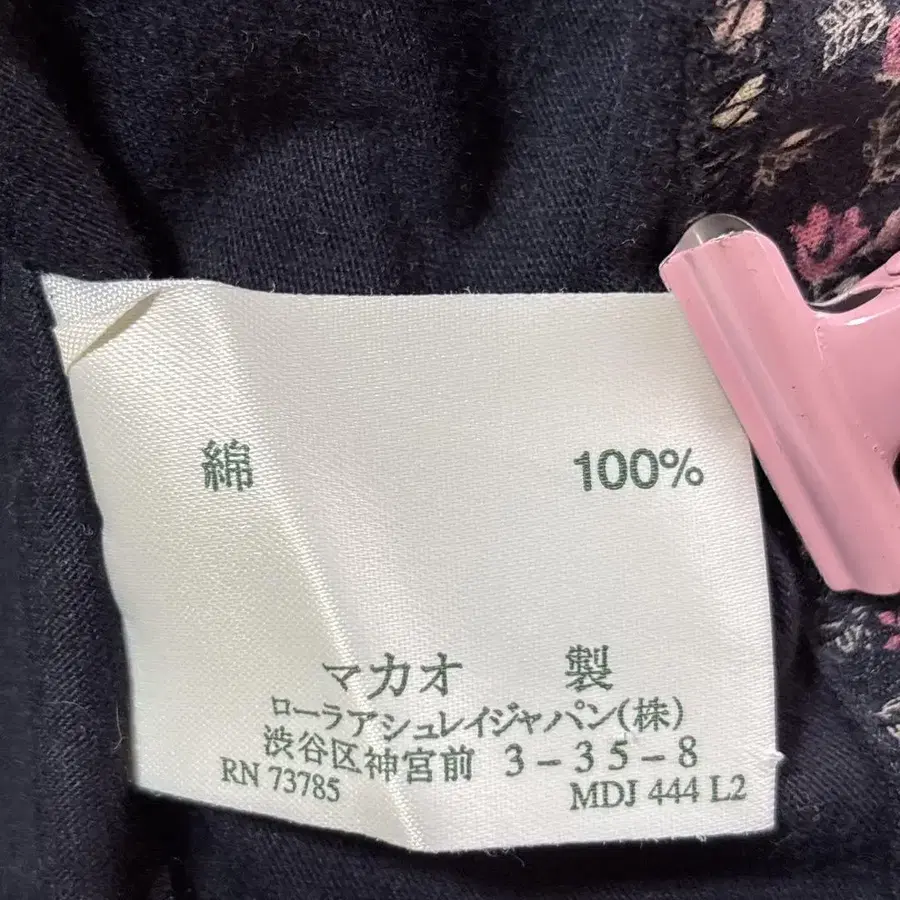 綿 100%
マカオ 製
ローラアシュレイジャパン(株)
渋谷区神宮前 3-35-8
RN 73785 MDJ 444 L2